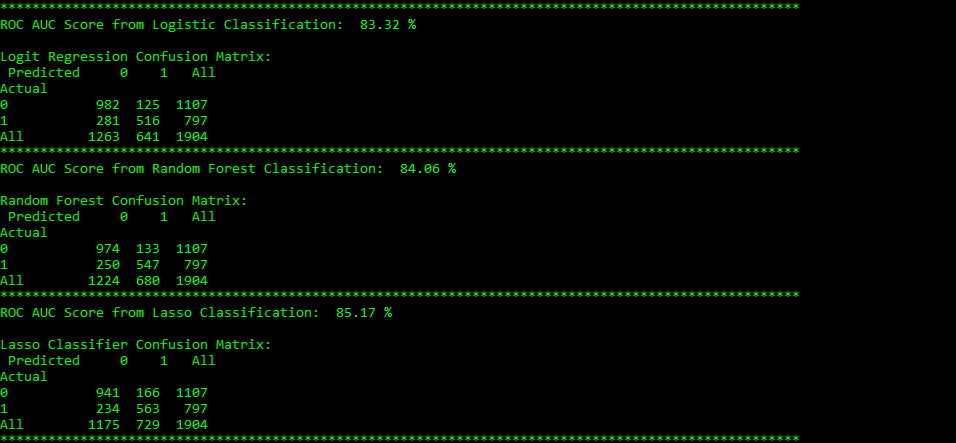 ****************************************************************************************************
ROC AUC Score from Logistic Classification:  83.32 %
Logit Regression Confusion Matrix:
 Predicted     0    1   All
Actual
0           982  125  1107
1           281  516   797
All        1263  641  1904
****************************************************************************************************
ROC AUC Score from Random Forest Classification:  84.06 %
Random Forest Confusion Matrix:
 Predicted     0    1   All
Actual
0           974  133  1107
1           250  547   797
All        1224  680  1904
****************************************************************************************************
ROC AUC Score from Lasso Classification:  85.17 %
Lasso Classifier Confusion Matrix:
 Predicted     0    1   All
Actual
0           941  166  1107
1           234  563   797
All        1175  729  1904
****************************************************************************************************